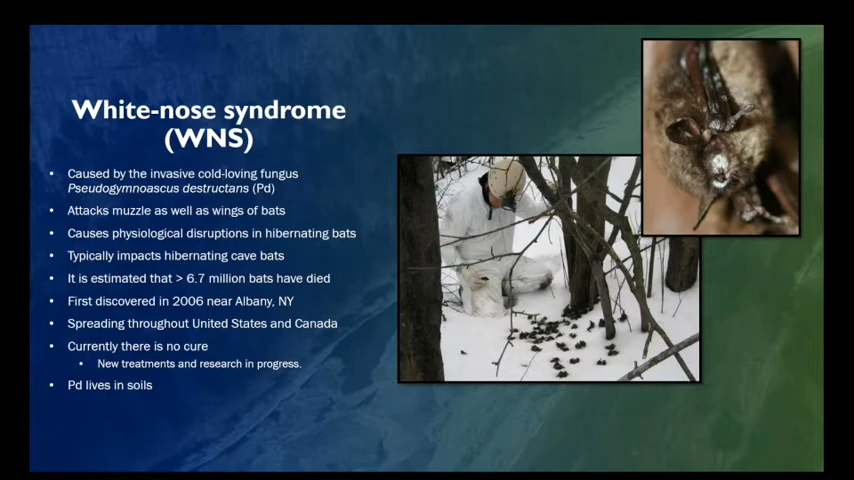 White-nose syndrome
(WNS)
• Caused by the invasive cold-loving fungus
Pseudogymnoascus destructans (Pd)
• Attacks muzzle as well as wings of bats
• Causes physiological disruptions in hibernating bats
• Typically impacts hibernating cave bats
• It is estimated that > 6.7 million bats have died
• First discovered in 2006 near Albany, NY
• Spreading throughout United States and Canada
• Currently there is no cure
• New treatments and research in progress.
• Pd lives in soils